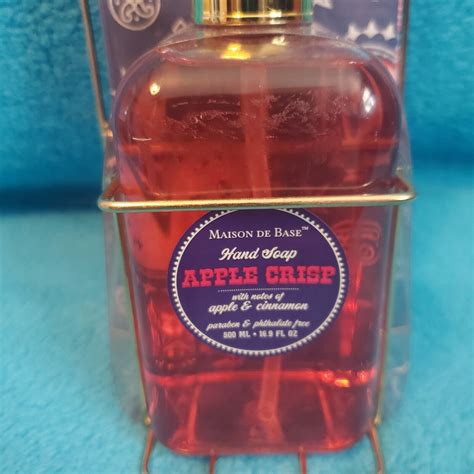 MAISON DE BASE™
Hand Soap
APPLE CRISP
with notes of
apple & cinnamon
paraben & phthalate free
500 ML • 16.9 FL OZ